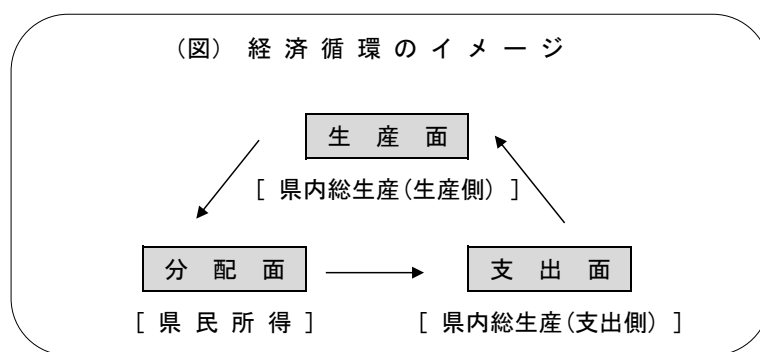 (図) 経済循環のイメージ
生産面
[ 県内総生産(生産側) ]
分配面
支出面
[ 県民所得 ]
[ 県内総生産(支出側) ]